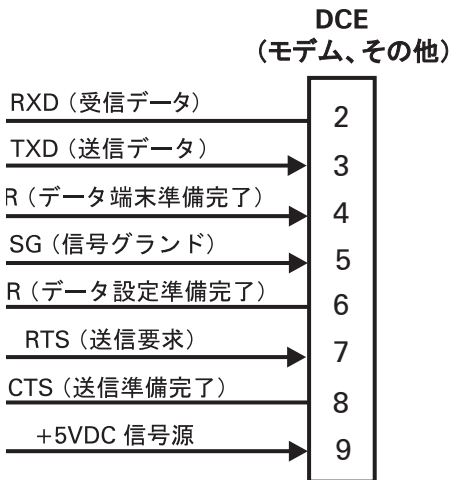 DCE
（モデム、その他）
RXD（受信データ） 2
TXD（送信データ） 3
R（データ端末準備完了） 4
SG（信号グランド） 5
R（データ設定準備完了） 6
RTS（送信要求） 7
CTS（送信準備完了） 8
+5VDC 信号源 9